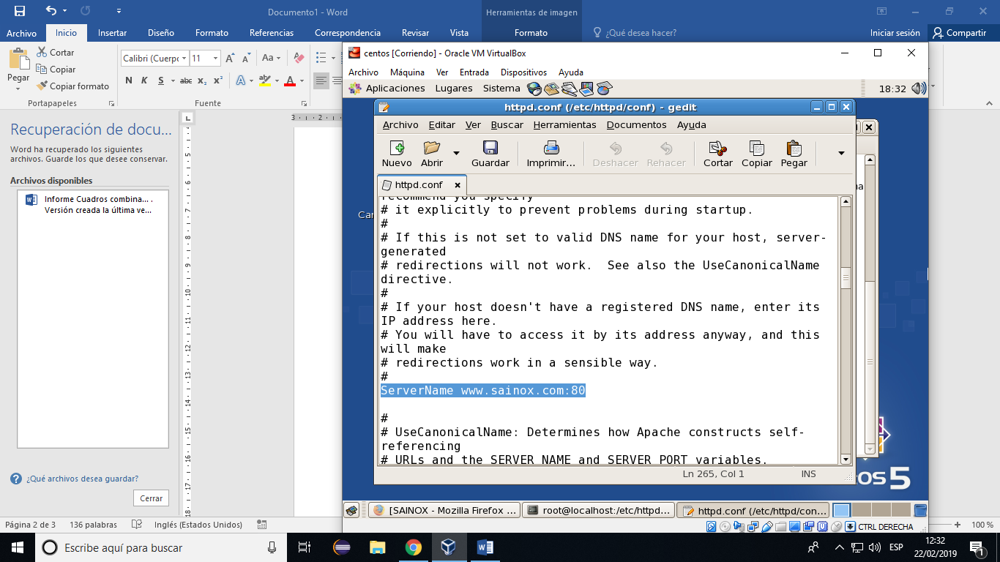 Documento1 - Word
Herramientas de imagen
Archivo
Inicio
Insertar
Diseño
Formato
Referencias
Correspondencia
Revisar
Vista
Formato
¿Qué desea hacer?
Iniciar sesión
Compartir
Pegar
Cortar
Copiar
Copiar formato
Portapapeles
Calibri (Cuerpo
11
Aa
N K S abc x₂ x²
Fuente
centos [Corriendo] - Oracle VM VirtualBox
Archivo Máquina Ver Entrada Dispositivos Ayuda
Aplicaciones Lugares Sistema
18:32
httpd.conf (/etc/httpd/conf) - gedit
Archivo Editar Ver Buscar Herramientas Documentos Ayuda
Nuevo Abrir Guardar Imprimir... Deshacer Rehacer Cortar Copiar Pegar
httpd.conf
recommend you specify
# it explicitly to prevent problems during startup.
#
# If this is not set to valid DNS name for your host, server-
generated
# redirections will not work.  See also the UseCanonicalName
directive.
#
# If your host doesn't have a registered DNS name, enter its
IP address here.
# You will have to access it by its address anyway, and this
will make
# redirections work in a sensible way.
#
ServerName www.sainox.com:80
#
# UseCanonicalName: Determines how Apache constructs self-
referencing
# URLs and the SERVER_NAME and SERVER_PORT variables.
Ln 265, Col 1
INS
[SAINOX - Mozilla Firefox ...
root@localhost:/etc/httpd...
httpd.conf (/etc/httpd/con...
CTRL DERECHA
Recuperación de docu...
Word ha recuperado los siguientes
archivos. Guarde los que desee conservar.
Archivos disponibles
Informe Cuadros combina... .
Versión creada la última ve...
¿Qué archivos desea guardar?
Cerrar
Página 2 de 3
136 palabras
Inglés (Estados Unidos)
100 %
Escribe aquí para buscar
ESP
12:32
22/02/2019
1